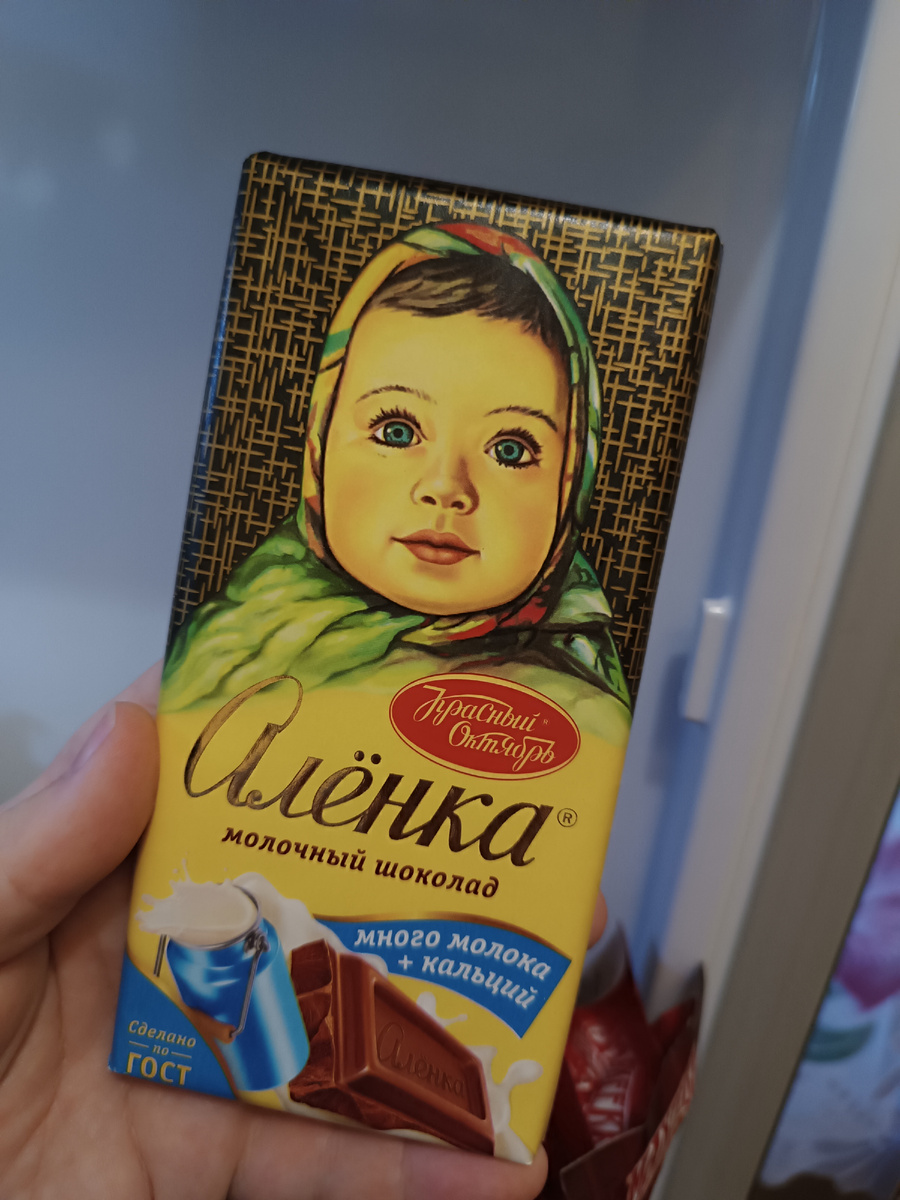 Красный
Октябрь
Алёнка®
молочный шоколад
много молока
+ кальций
Сделано
по
ГОСТ
Алёнка